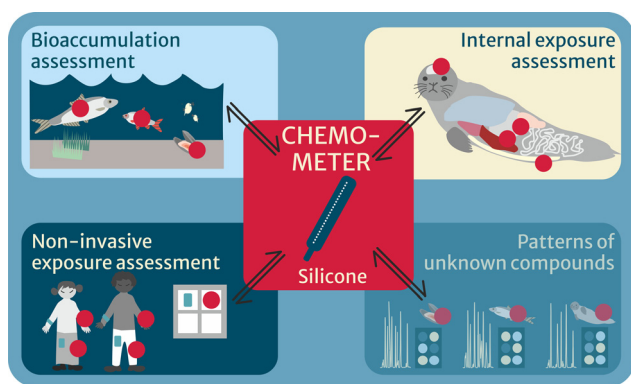 Bioaccumulation
assessment
Internal exposure
assessment
CHEMO-
METER
Silicone
Non-invasive
exposure assessment
Patterns of
unknown compounds